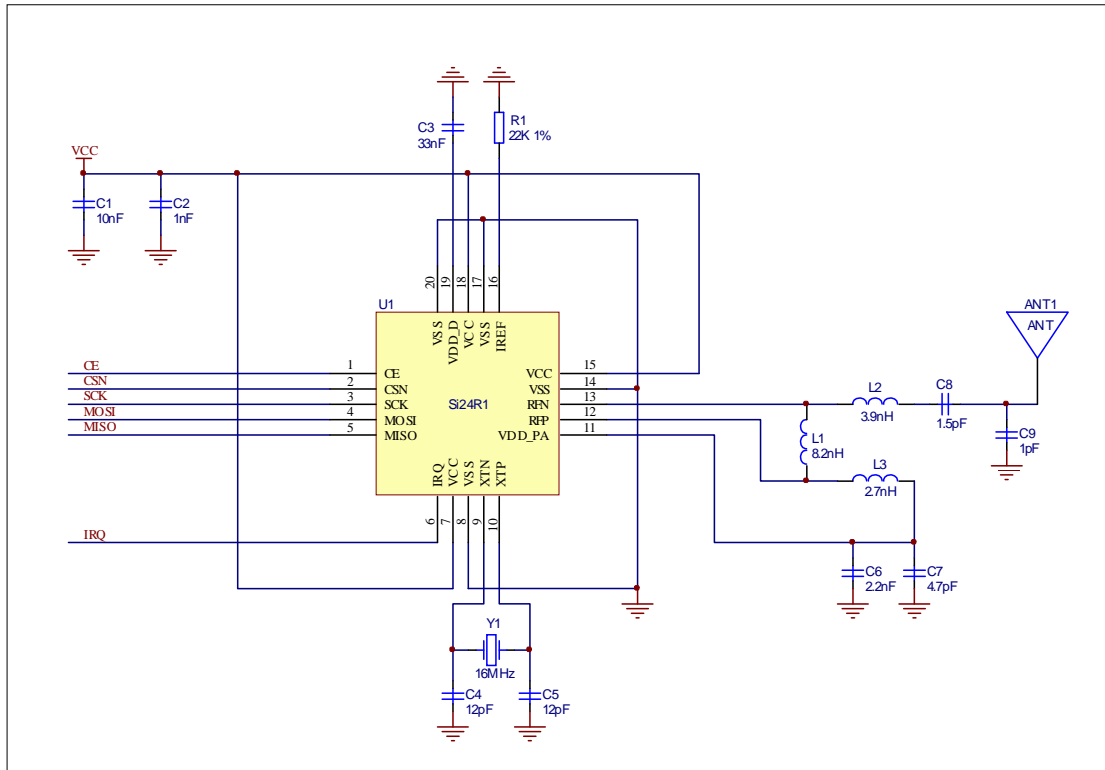 C3
33nF
R1
22K 1%
VCC
C1
10nF
C2
1nF
20
19
18
17
16
U1
VSS
VDD_D
VCC
VSS
IREF
ANT1
ANT
CE
1
CE
VCC
15
CSN
2
CSN
VSS
14
SCK
3
SCK
Si24R1
RFN
13
MOSI
4
MOSI
RFP
12
MISO
5
MISO
VDD_PA
11
L2
3.9nH
C8
1.5pF
L1
8.2nH
C9
1pF
L3
2.7nH
IRQ
VCC
VSS
XTN
XTP
6
7
8
9
10
IRQ
C6
2.2nF
C7
4.7pF
Y1
16MHz
C4
12pF
C5
12pF